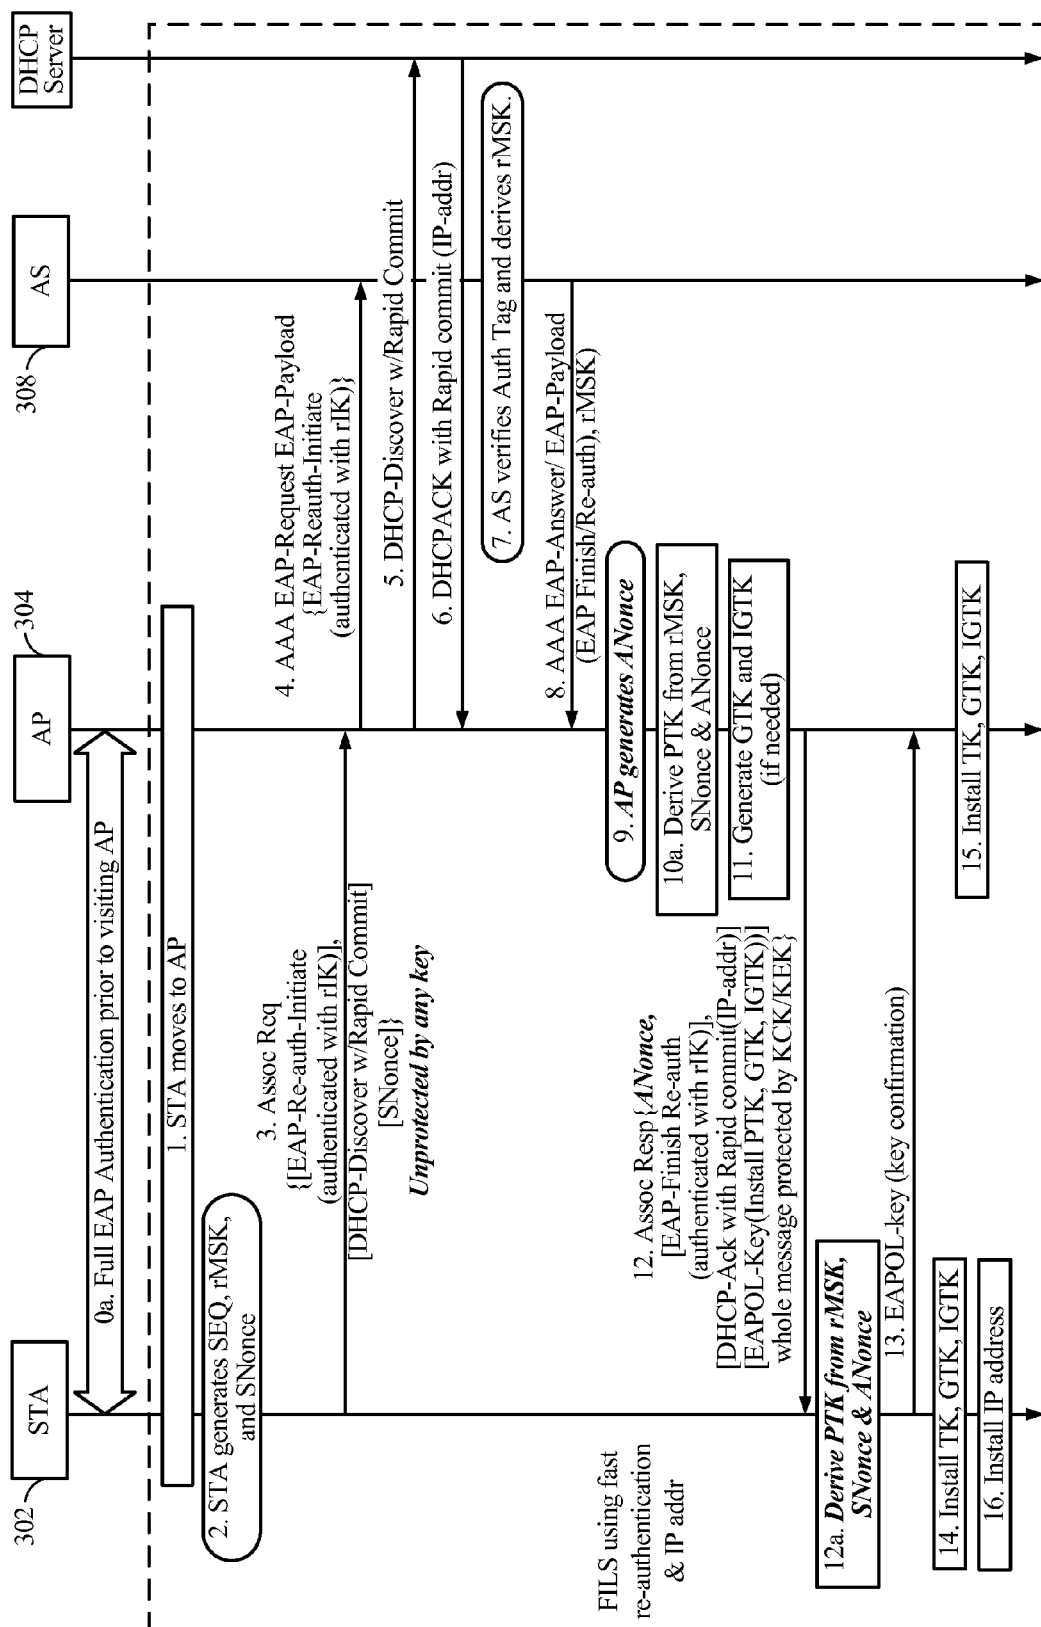 302
STA
304
AP
308
AS
DHCP
Server
0a. Full EAP Authentication prior to visiting AP
1. STA moves to AP
2. STA generates SEQ, rMSK,
and SNonce
3. Assoc Req
{[EAP-Re-auth-Initiate
(authenticated with rIK)],
[DHCP-Discover w/Rapid Commit]
[SNonce]}
Unprotected by any key
4. AAA EAP-Request EAP-Payload
{EAP-Reauth-Initiate
(authenticated with rIK)}
5. DHCP-Discover w/Rapid Commit
6. DHCPACK with Rapid commit (IP-addr)
7. AS verifies Auth Tag and derives rMSK.
8. AAA EAP-Answer/ EAP-Payload
(EAP Finish/Re-auth), rMSK)
9. AP generates ANonce
10a. Derive PTK from rMSK,
SNonce & ANonce
11. Generate GTK and IGTK
(if needed)
FILS using fast
re-authentication
& IP addr
12. Assoc Resp{ANonce,
[EAP-Finish Re-auth
(authenticated with rIK)],
[DHCP-Ack with Rapid commit(IP-addr)]
[EAPOL-Key(Install PTK, GTK, IGTK))]
whole message protected by KCK/KEK}
12a. Derive PTK from rMSK,
SNonce & ANonce
13. EAPOL-key (key confirmation)
14. Install TK, GTK, IGTK
15. Install TK, GTK, IGTK
16. Install IP address